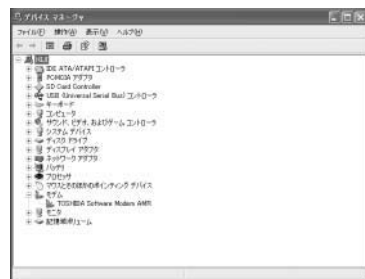 デバイス マネージャ
ファイル(F) 操作(A) 表示(V) ヘルプ(H)
IDE ATA/ATAPI コントローラ
PCMCIA アダプタ
SD Card Controller
USB (Universal Serial Bus) コントローラ
キーボード
コンピュータ
サウンド、ビデオ、およびゲーム コントローラ
システム デバイス
ディスク ドライブ
ディスプレイ アダプタ
ネットワーク アダプタ
バッテリ
プロセッサ
マウスとそのほかのポインティング デバイス
モデム
TOSHIBA Software Modem AMR
モニタ
記憶域ボリューム